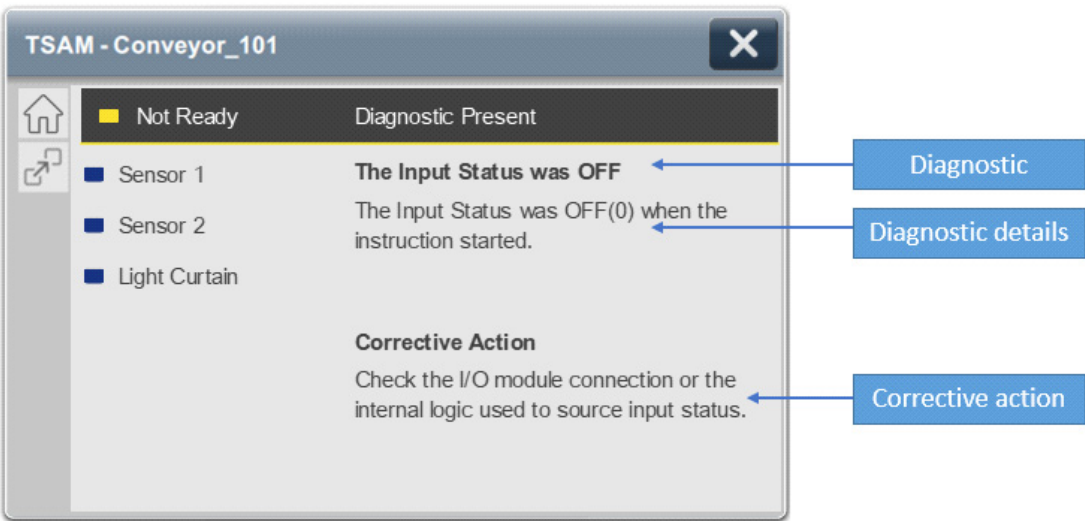 TSAM - Conveyor_101
Not Ready
Diagnostic Present
Sensor 1
Sensor 2
Light Curtain
The Input Status was OFF
The Input Status was OFF(0) when the
instruction started.
Corrective Action
Check the I/O module connection or the
internal logic used to source input status.
Diagnostic
Diagnostic details
Corrective action